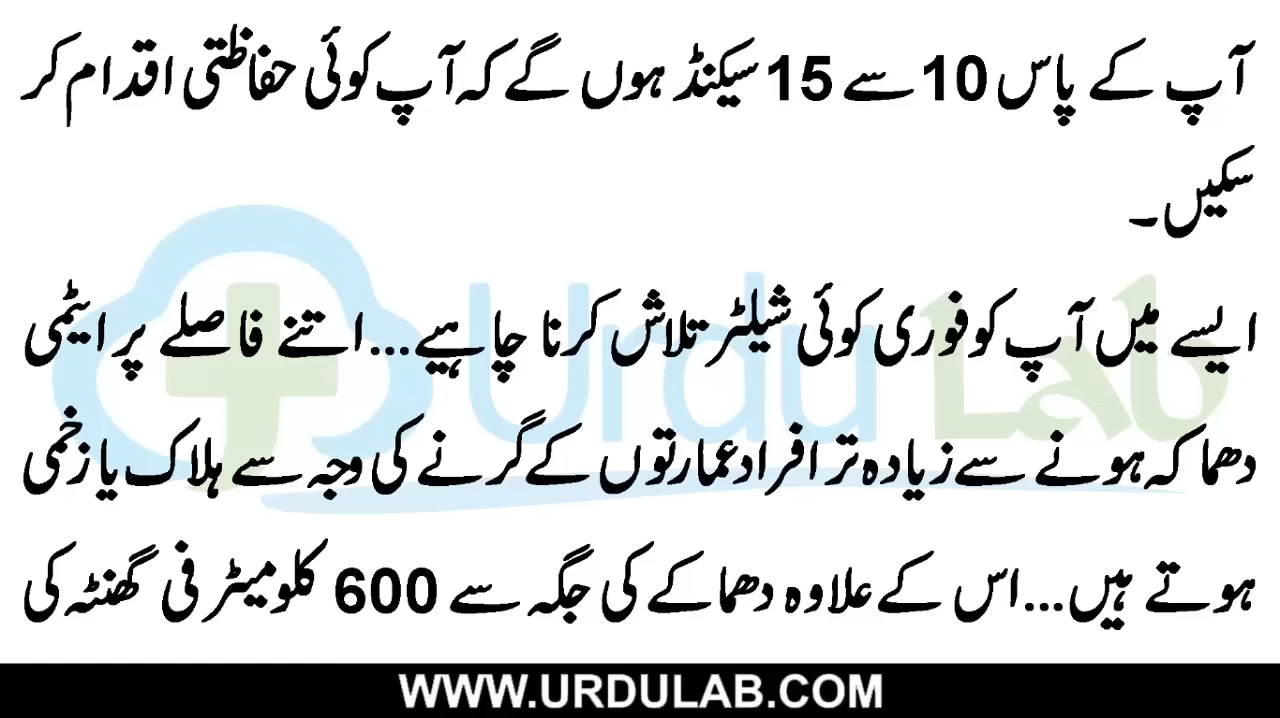 آپ کے پاس 10 سے 15 سیکنڈ ہوں گے کہ آپ کوئی حفاظتی اقدام کر
سکیں۔
ایسے میں آپ کو فوری کوئی شیلٹر تلاش کرنا چاہیے...اتنے فاصلے پر ایٹمی
دھماکہ ہونے سے زیادہ تر افراد عمارتوں کے گرنے کی وجہ سے ہلاک یا زخمی
ہوتے ہیں...اس کے علاوہ دھماکے کی جگہ سے 600 کلومیٹر فی گھنٹہ کی
Urdu Lab
WWW.URDULAB.COM